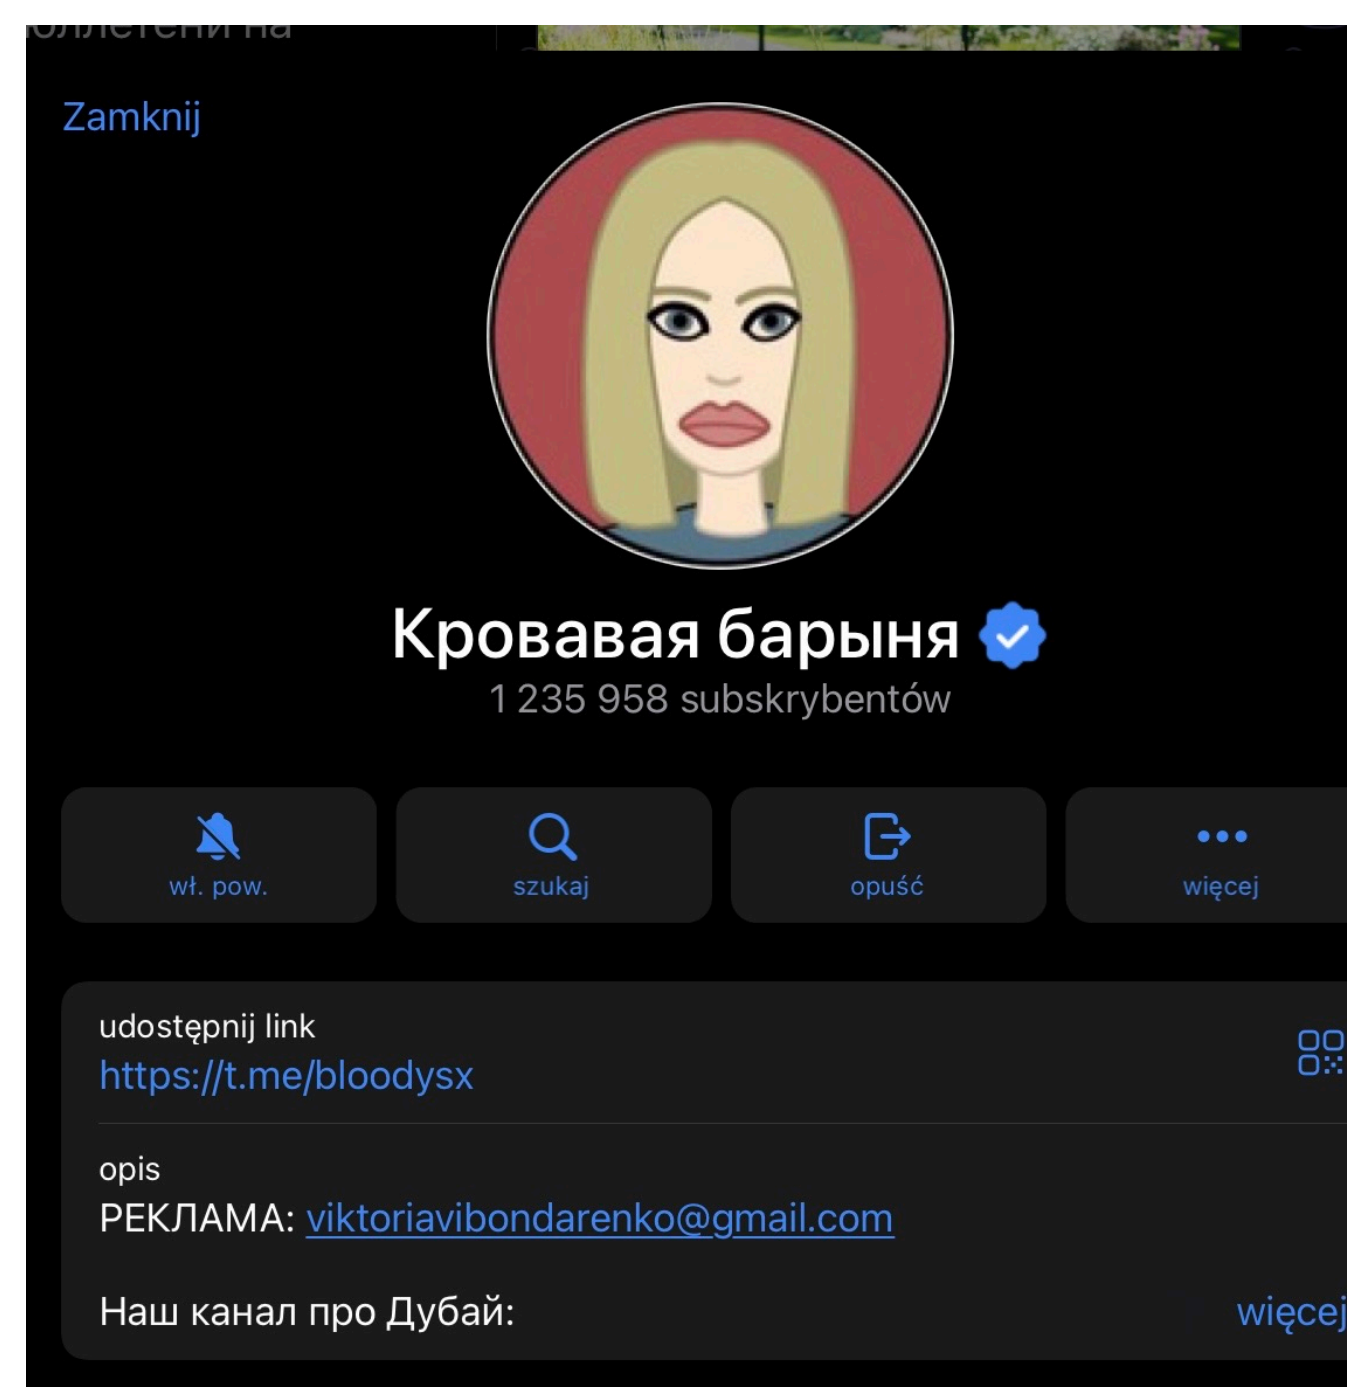 Zamknij
Кровавая барыня
1 235 958 subskrybentów
wł. pow.
szukaj
opuść
więcej
udostępnij link
https://t.me/bloodysx
opis
РЕКЛАМА: viktoriavibondarenko@gmail.com
Наш канал про Дубай:
więcej